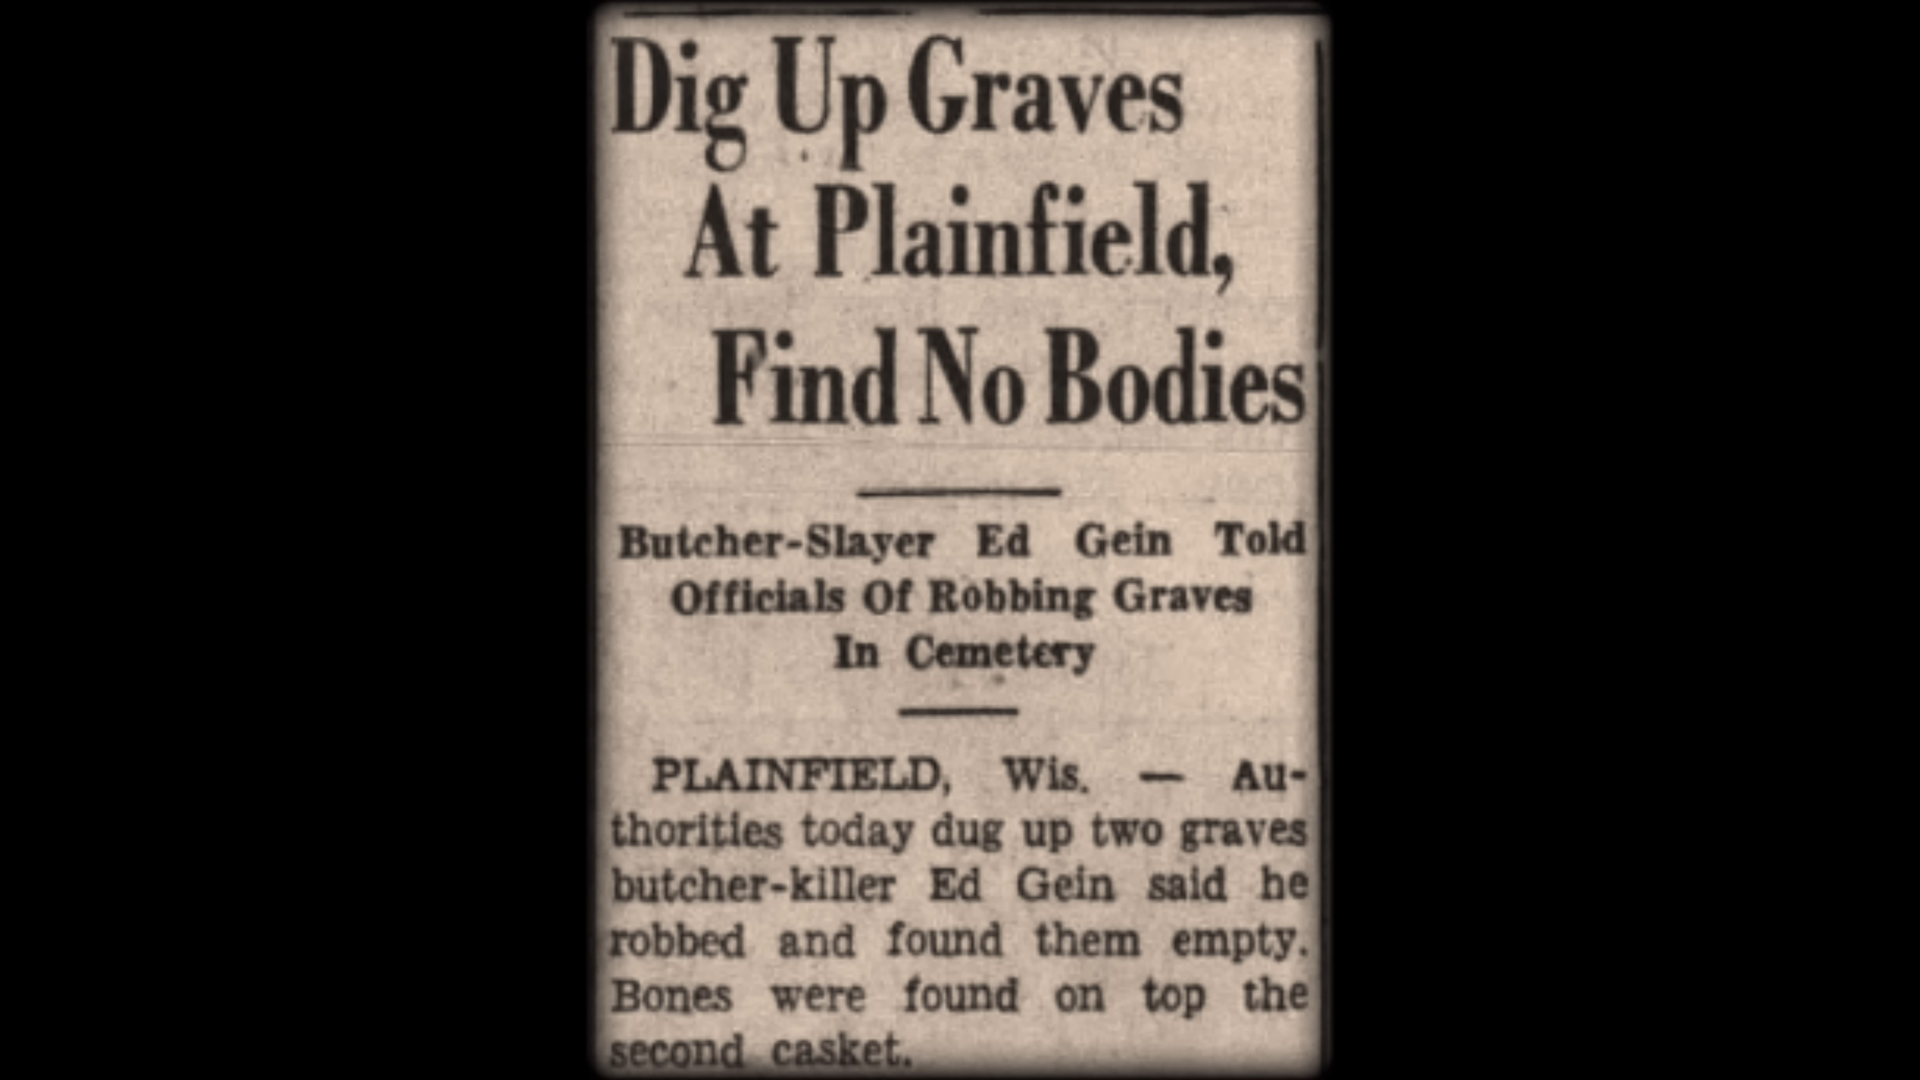 Dig Up Graves
At Plainfield,
Find No Bodies
Butcher-Slayer Ed Gein Told
Officials Of Robbing Graves
In Cemetery
PLAINFIELD, Wis. — Au-
thorities today dug up two graves
butcher-killer Ed Gein said he
robbed and found them empty.
Bones were found on top the
second casket.